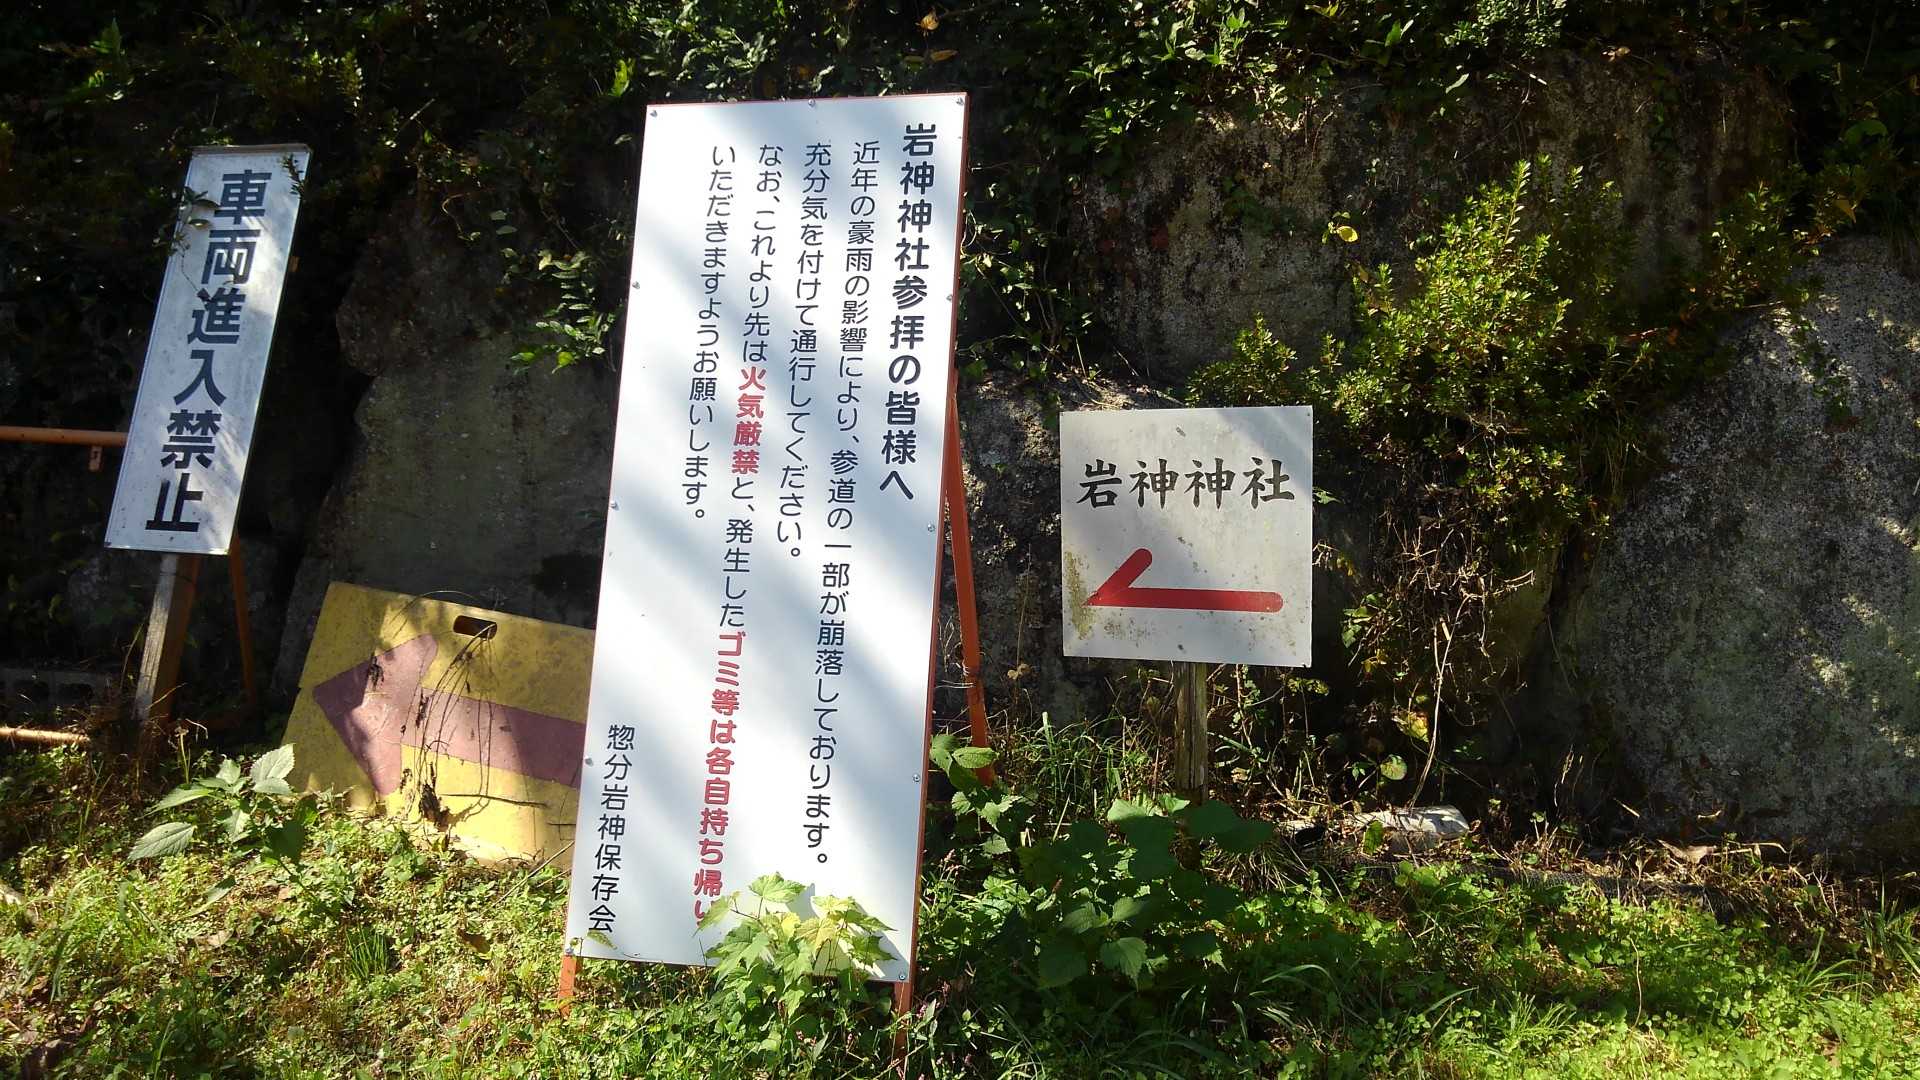 車両進入禁止
岩神神社参拝の皆様へ
近年の豪雨の影響により、参道の一部が崩落しております。
充分気を付けて通行してください。
なお、これより先は火気厳禁と、発生したゴミ等は各自持ち帰い
いただきますようお願いします。
惣分岩神保存会
岩神神社